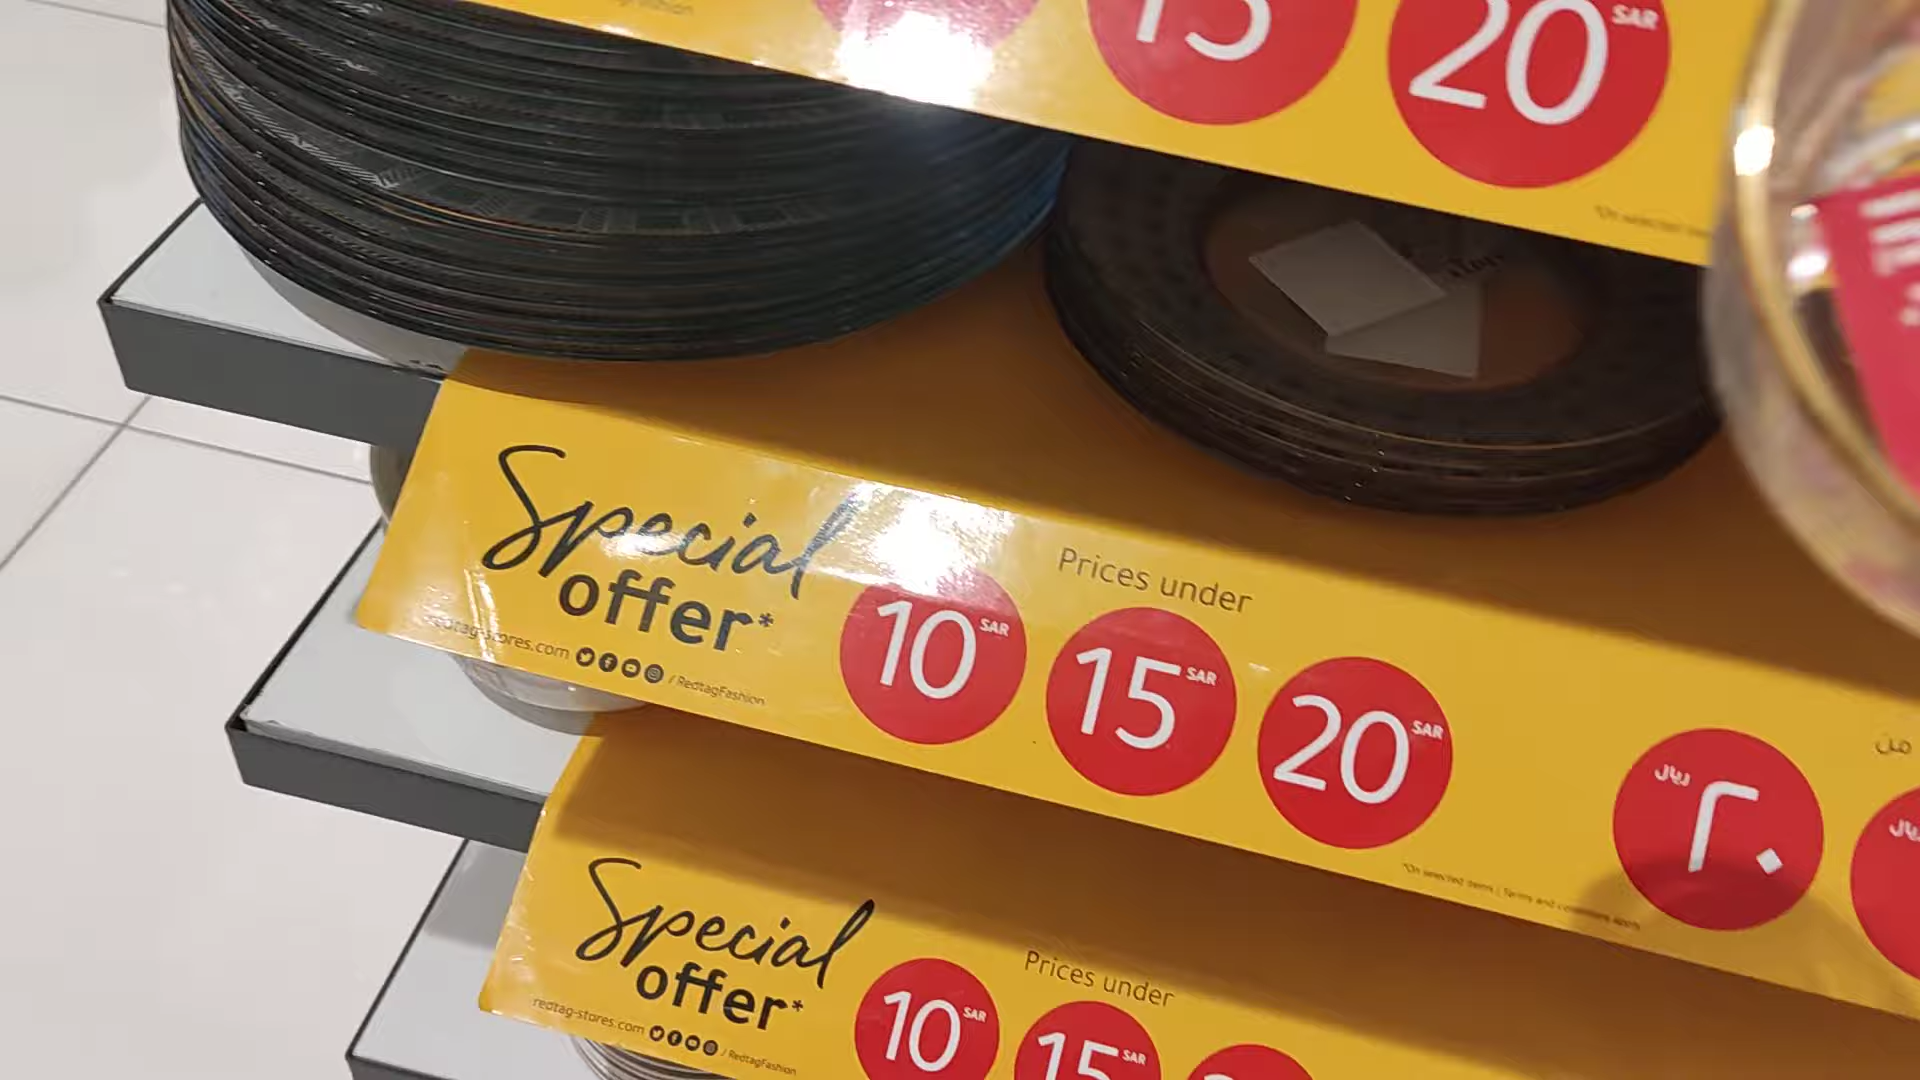 15 SAR
20
Special
offer*
Prices under
10 SAR
15 SAR
20 SAR
ريال ٢٠
من
ريال
redtag-stores.com / RedtagFashion
*On selected items | Terms and conditions apply
Special
offer*
Prices under
10 SAR
15 SAR
redtag-stores.com / RedtagFashion